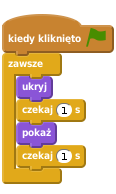 kiedy kliknięto
zawsze
ukryj
czekaj 1 s
pokaż
czekaj 1 s